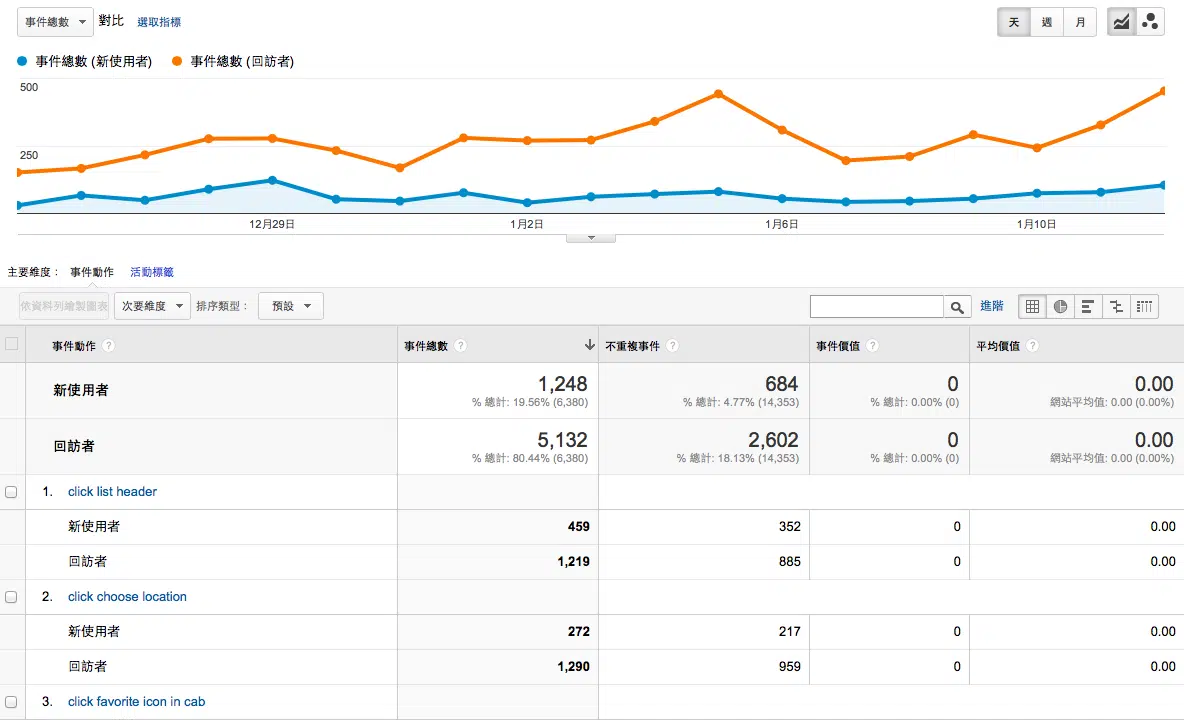 事件總數 對比 選取指標 天 週 月
事件總數 (新使用者) 事件總數 (回訪者)
500
250
12月29日 1月2日 1月6日 1月10日
主要維度： 事件動作 活動標籤
依資料列繪製圖表 次要維度 排序類型： 預設 進階
事件動作 ? 事件總數 ? 不重複事件 ? 事件價值 ? 平均價值 ?
新使用者 1,248 684 0 0.00
% 總計: 19.56% (6,380) % 總計: 4.77% (14,353) % 總計: 0.00% (0) 網站平均值: 0.00 (0.00%)
回訪者 5,132 2,602 0 0.00
% 總計: 80.44% (6,380) % 總計: 18.13% (14,353) % 總計: 0.00% (0) 網站平均值: 0.00 (0.00%)
1. click list header
新使用者 459 352 0 0.00
回訪者 1,219 885 0 0.00
2. click choose location
新使用者 272 217 0 0.00
回訪者 1,290 959 0 0.00
3. click favorite icon in cab